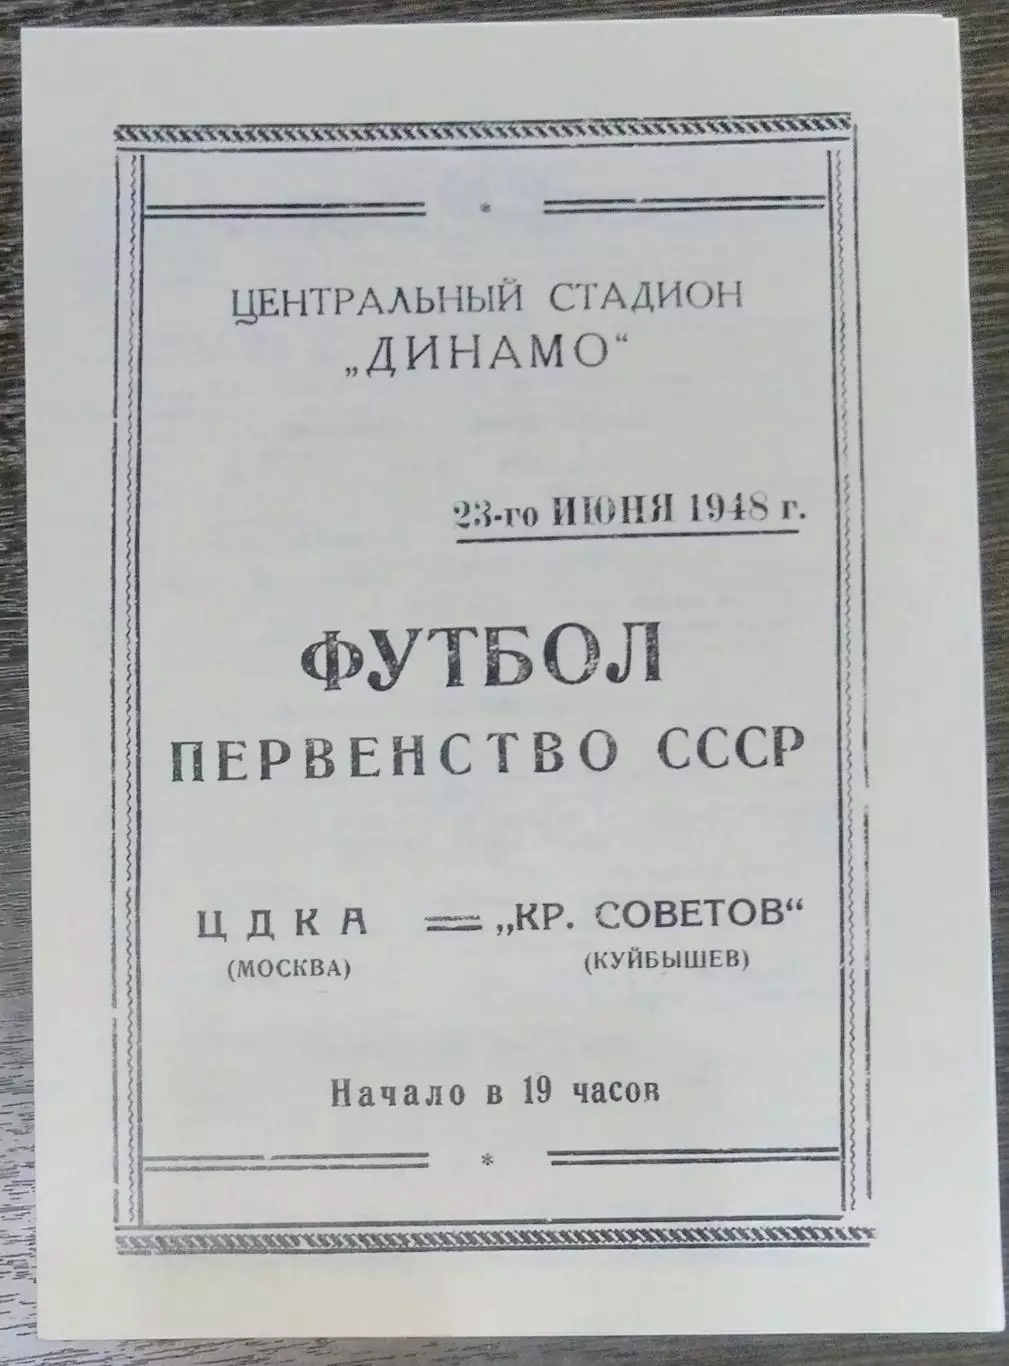 ЦЕНТРАЛЬНЫЙ СТАДИОН
„ДИНАМО“
23-го ИЮНЯ 1948 г.
ФУТБОЛ
ПЕРВЕНСТВО СССР
ЦДКА = „КР. СОВЕТОВ“
(МОСКВА) (КУЙБЫШЕВ)
Начало в 19 часов